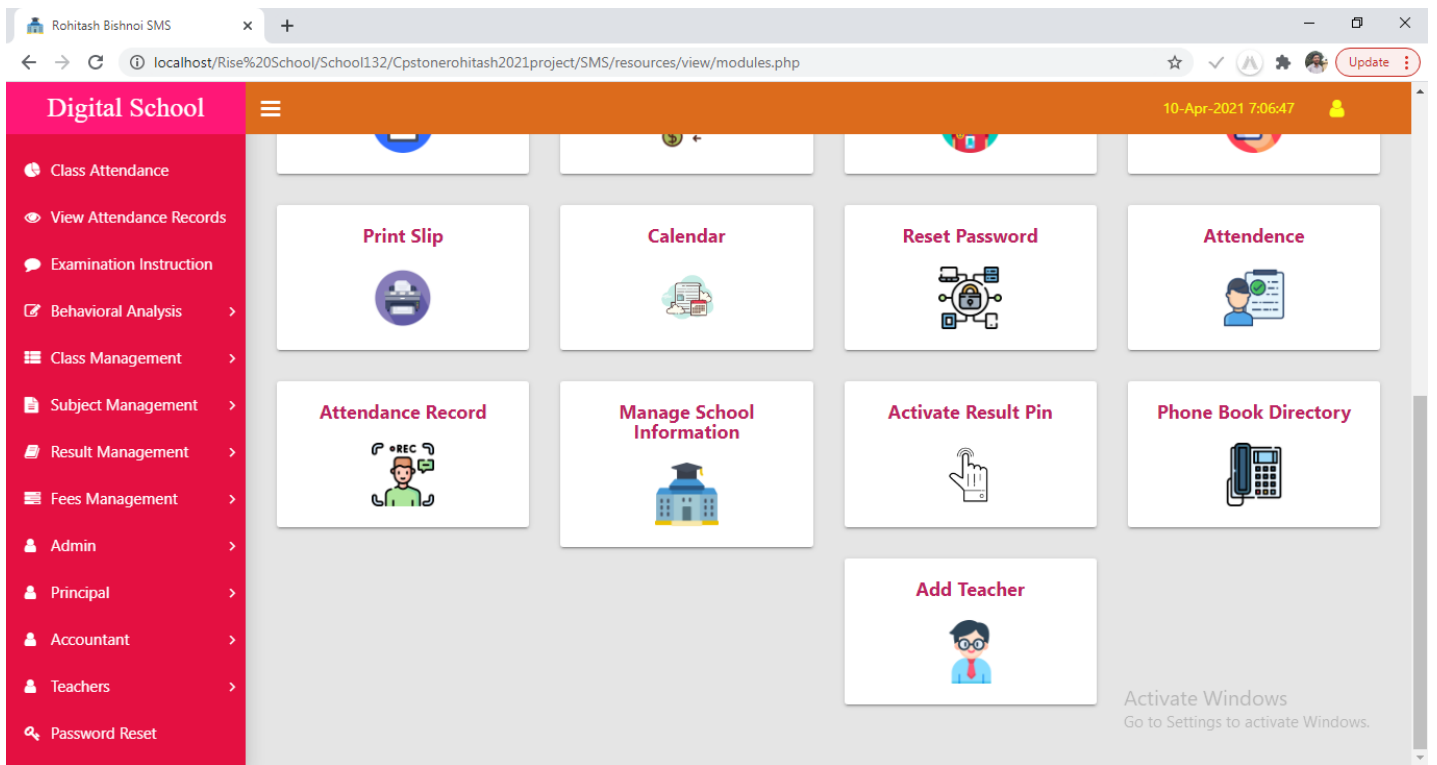 Rohitash Bishnoi SMS
localhost/Rise%20School/School132/Cpstonerohitash2021project/SMS/resources/view/modules.php
Update
Digital School
10-Apr-2021 7:06:47
Class Attendance
View Attendance Records
Examination Instruction
Behavioral Analysis
Class Management
Subject Management
Result Management
Fees Management
Admin
Principal
Accountant
Teachers
Password Reset
Print Slip
Calendar
Reset Password
Attendence
Attendance Record
REC
Manage School
Information
Activate Result Pin
Phone Book Directory
Add Teacher
Activate Windows
Go to Settings to activate Windows.